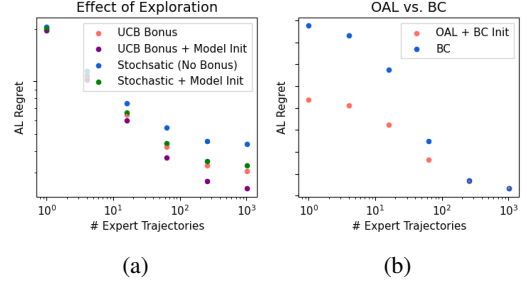 Effect of Exploration
UCB Bonus
UCB Bonus + Model Init
Stochsatic (No Bonus)
Stochastic + Model Init
AL Regret
10^0
10^1
10^2
10^3
# Expert Trajectories
(a)
OAL vs. BC
OAL + BC Init
BC
AL Regret
10^0
10^1
10^2
10^3
# Expert Trajectories
(b)